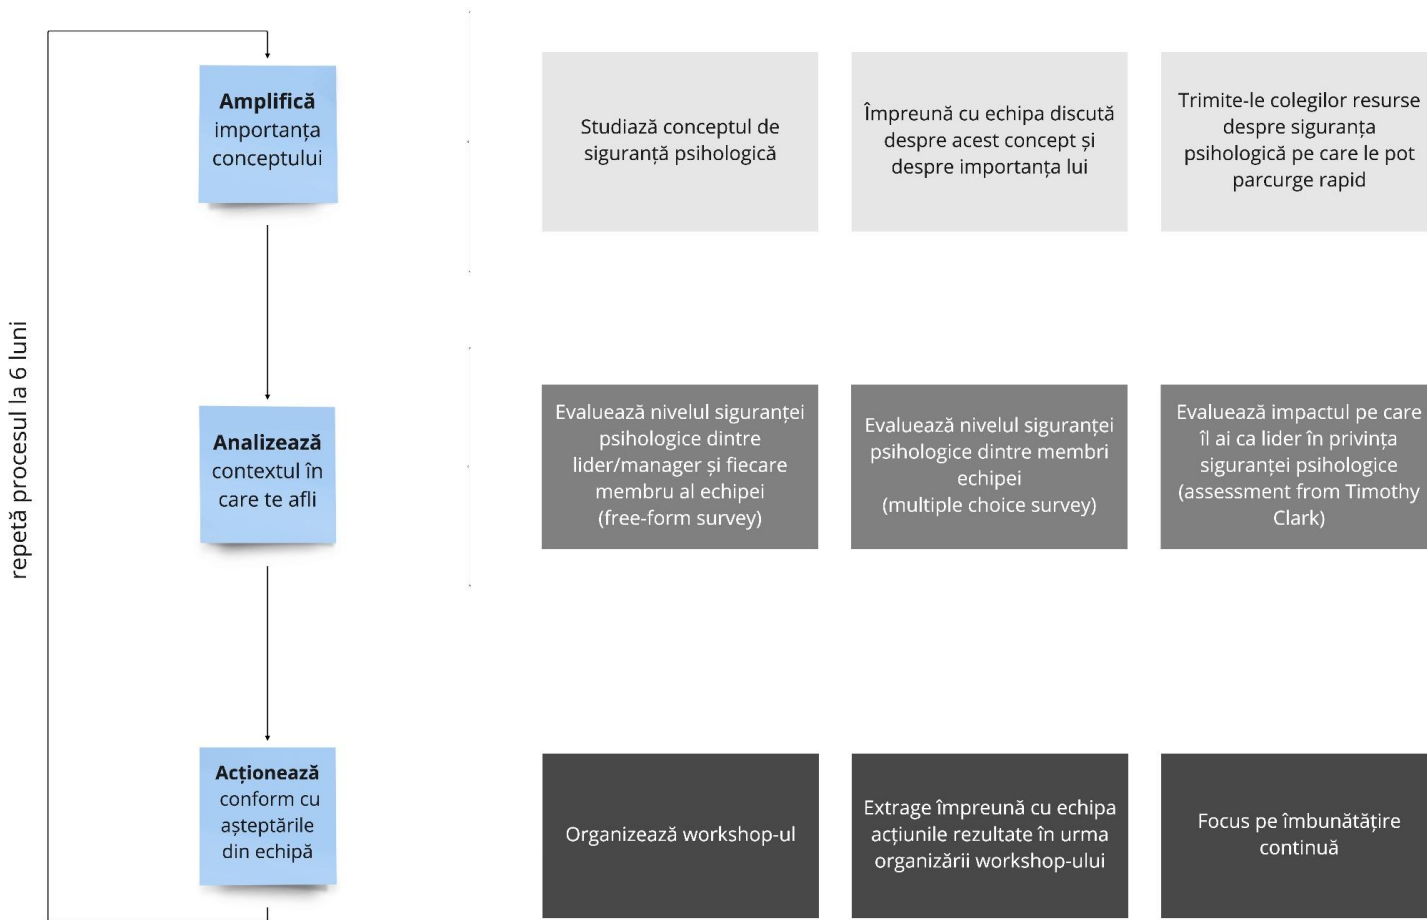 Amplifică
importanța
conceptului
Studiază conceptul de
siguranță psihologică
Împreună cu echipa discută
despre acest concept și
despre importanța lui
Trimite-le colegilor resurse
despre siguranța
psihologică pe care le pot
parcurge rapid
repetă procesul la 6 luni
Analizează
contextul în
care te afli
Evaluează nivelul siguranței
psihologice dintre
lider/manager și fiecare
membru al echipei
(free-form survey)
Evaluează nivelul siguranței
psihologice dintre membri
echipei
(multiple choice survey)
Evaluează impactul pe care
îl ai ca lider în privința
siguranței psihologice
(assessment from Timothy
Clark)
Acționează
conform cu
așteptările
din echipă
Organizează workshop-ul
Extrage împreună cu echipa
acțiunile rezultate în urma
organizării workshop-ului
Focus pe îmbunătățire
continuă